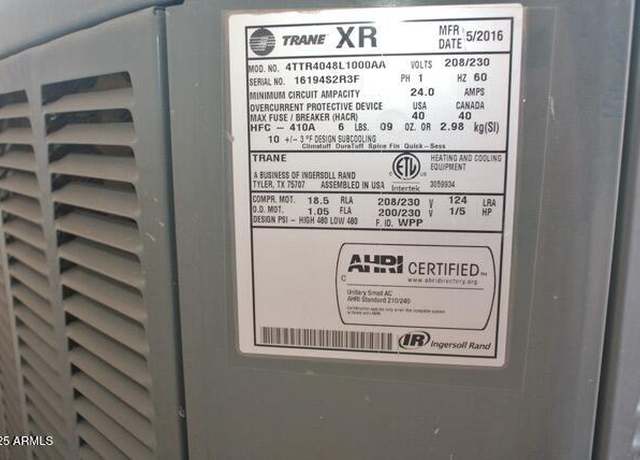 TRANE XR MFR DATE 5/2016
MOD. NO. 4TTR4048L1000AA VOLTS 208/230
SERIAL NO. 16194S2R3F PH 1 HZ 60
MINIMUM CIRCUIT AMPACITY 24.0 AMPS
OVERCURRENT PROTECTIVE DEVICE USA CANADA
MAX FUSE / BREAKER (HACR) 40 40
HFC - 410A 6 LBS. 09 OZ. OR 2.98 kg(SI)
10 +/- 3 °F DESIGN SUBCOOLING
Climatuff DuraTuff Spine Fin Quick-Sess
TRANE
A BUSINESS OF INGERSOLL RAND
TYLER, TX 75707 ASSEMBLED IN USA
C ETL US
Intertek
HEATING AND COOLING
EQUIPMENT
3059934
COMPR. MOT. 18.5 RLA 208/230 V 124 LRA
O.D. MOT. 1.05 FLA 200/230 V 1/5 HP
DESIGN PSI - HIGH 480 LOW 480 F. ID. WPP
C AHRI CERTIFIED
www.ahridirectory.org
Unitary Small AC
AHRI Standard 210/240
IR Ingersoll Rand
25 ARMLS